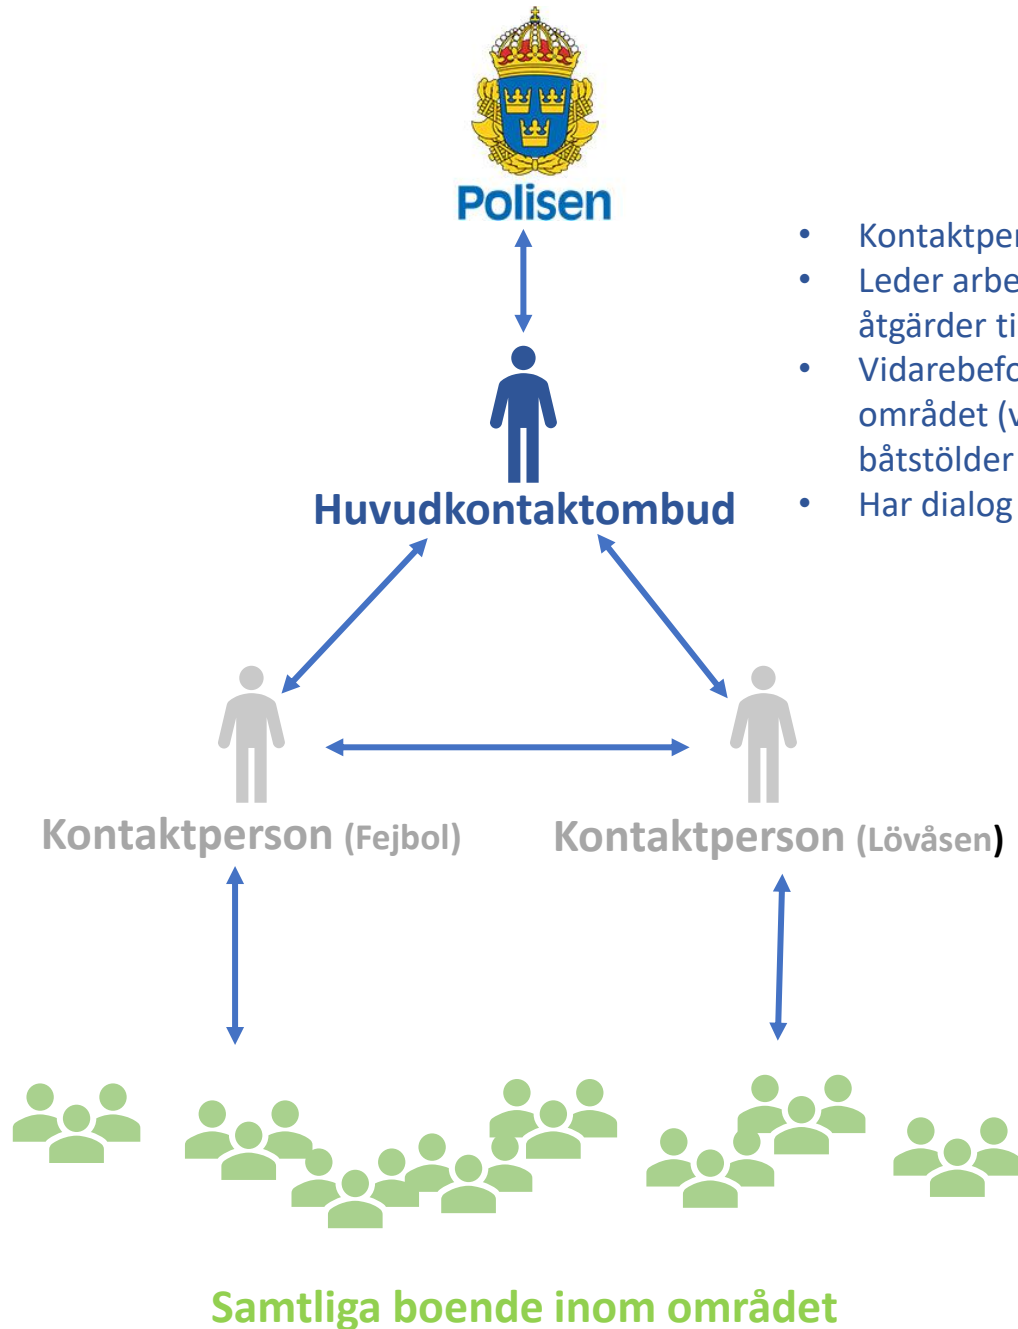 Polisen
• Kontaktper
• Leder arbe
åtgärder ti
• Vidarebefo
området (v
båtstölder
• Har dialog
Huvudkontaktombud
Kontaktperson (Fejbol)
Kontaktperson (Lövåsen)
Samtliga boende inom området